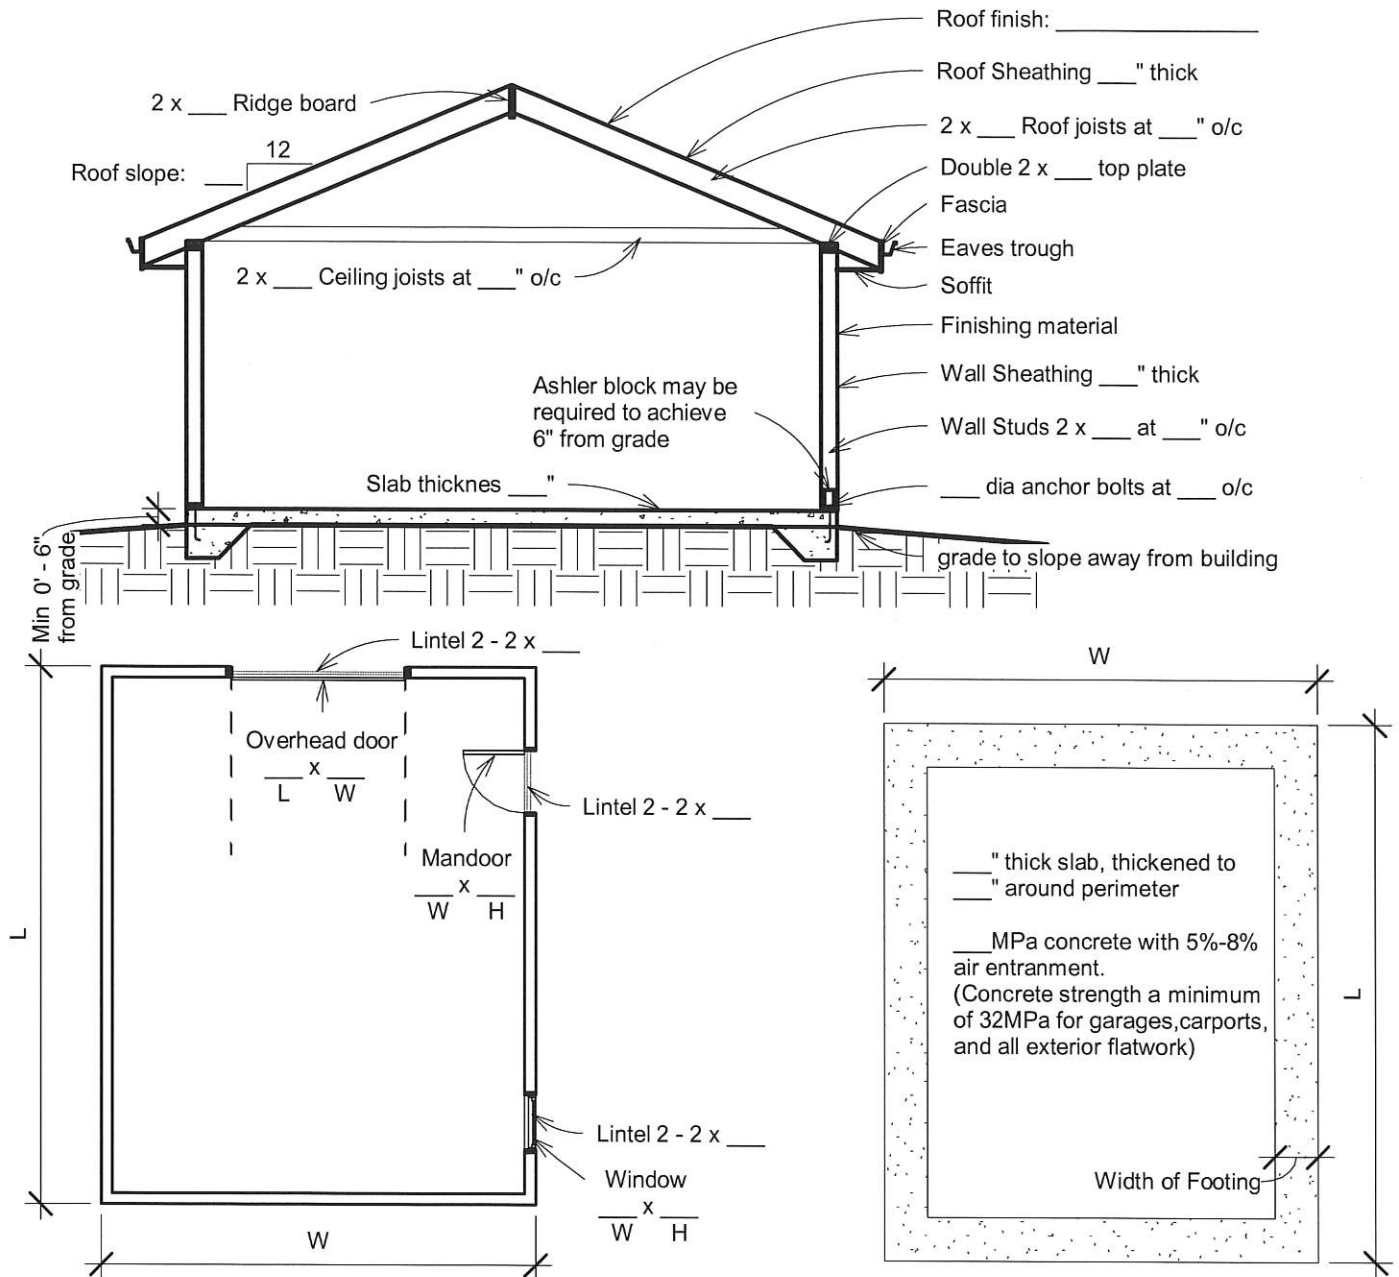 Roof finish: ___
2 x ___ Ridge board
Roof Sheathing ___" thick
12
2 x ___ Roof joists at ___" o/c
Roof slope: ___
Double 2 x ___ top plate
Fascia
Eaves trough
2 x ___ Ceiling joists at ___" o/c
Soffit
Finishing material
Ashler block may be
required to achieve
6" from grade
Wall Sheathing ___" thick
Wall Studs 2 x ___ at ___" o/c
Slab thicknes ___"
___ dia anchor bolts at ___ o/c
Min 0' - 6"
from grade
grade to slope away from building
Lintel 2 - 2 x ___
Overhead door
___ x ___
L W
Lintel 2 - 2 x ___
Mandoor
___ x ___
W H
L
Lintel 2 - 2 x ___
Window
___ x ___
W H
W
W
___" thick slab, thickened to
___" around perimeter
___MPa concrete with 5%-8%
air entranment.
(Concrete strength a minimum
of 32MPa for garages,carports,
and all exterior flatwork)
L
Width of Footing